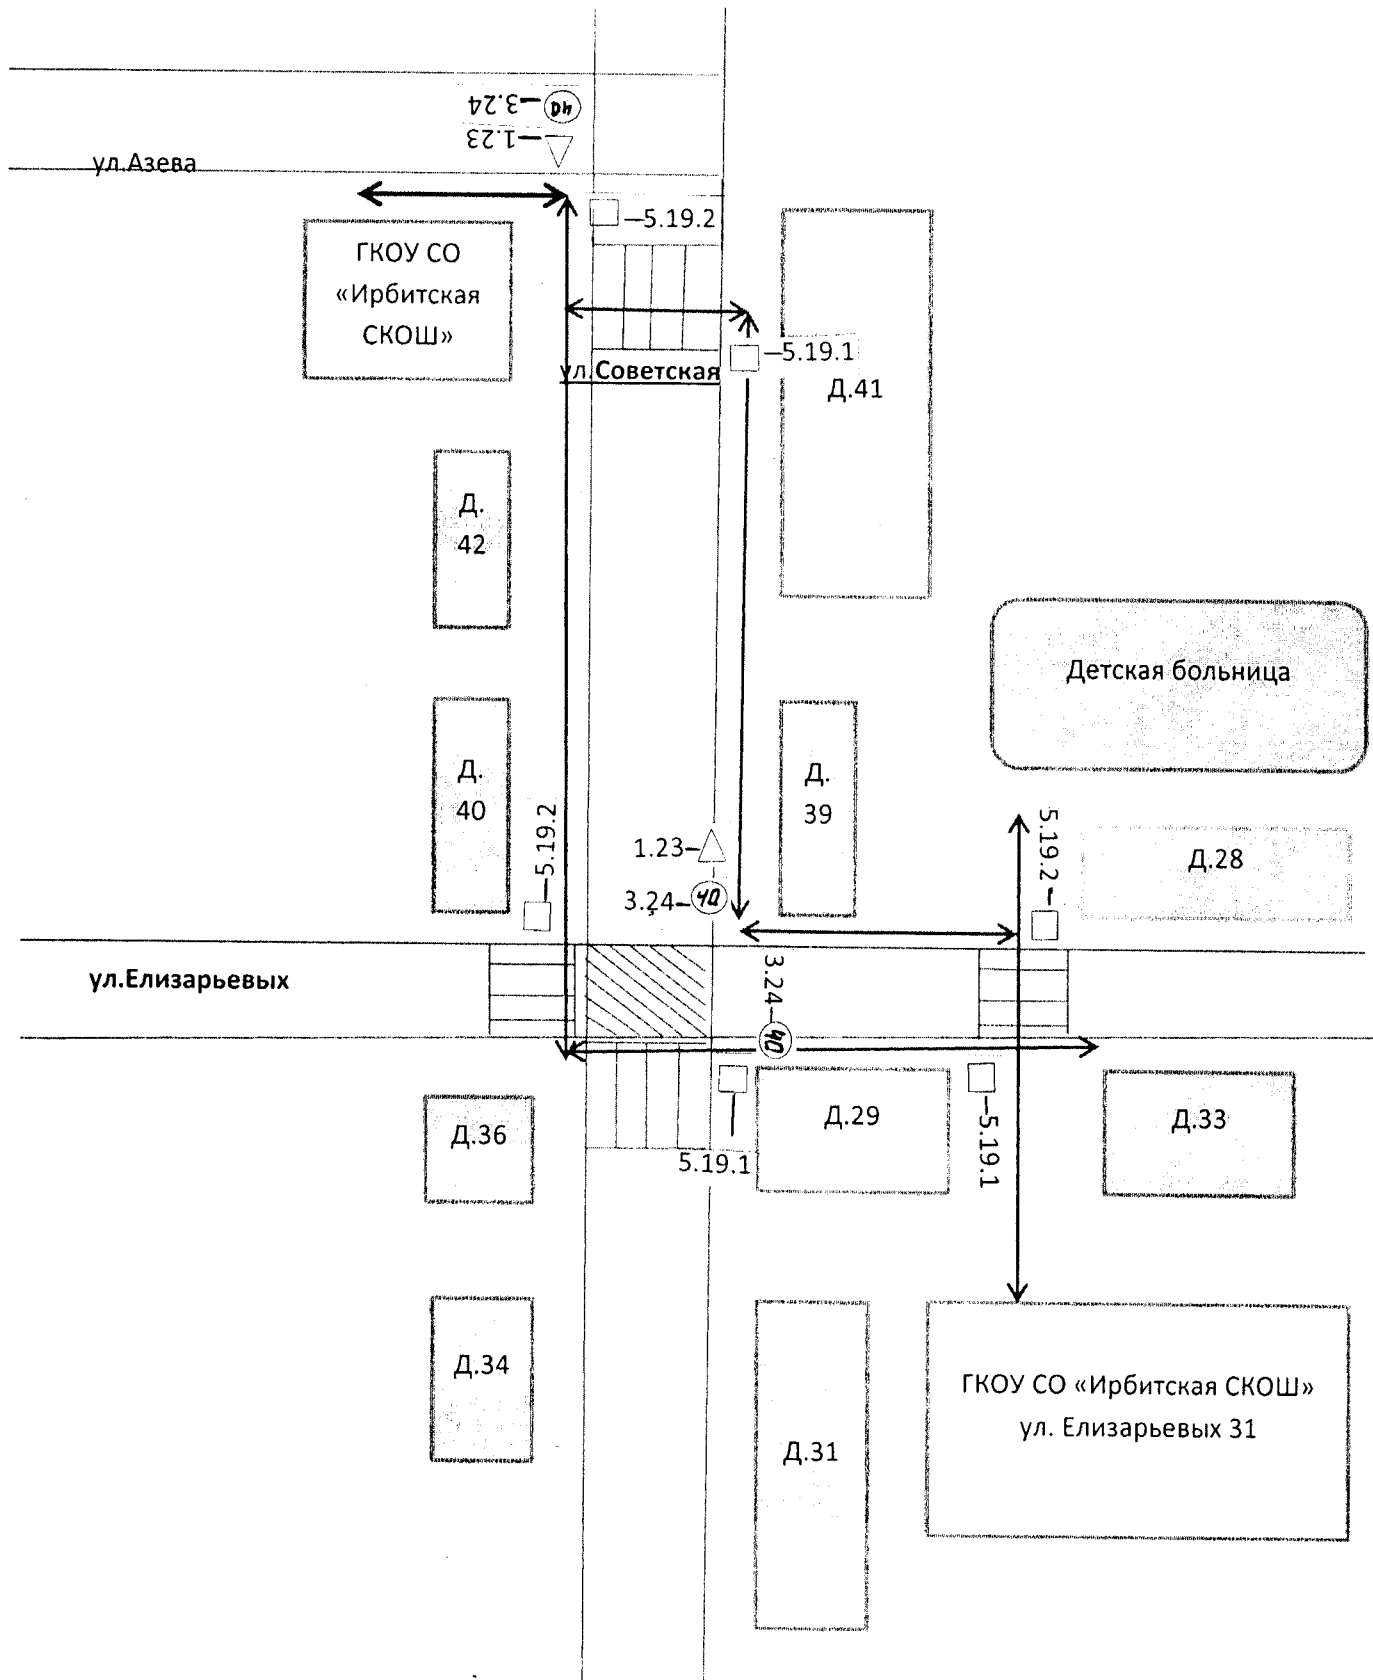 40 –3.24
–1.23
ул.Азева
–5.19.2
ГКОУ СО
«Ирбитская
СКОШ»
–5.19.1
ул.Советская
Д.41
Д.
42
Детская больница
Д.
40
Д.
39
–5.19.2
1.23–
5.19.2–
Д.28
3.24– 40
ул.Елизарьевых
3.24– 40
Д.36
Д.29
–5.19.1
Д.33
5.19.1
Д.34
ГКОУ СО «Ирбитская СКОШ»
ул. Елизарьевых 31
Д.31